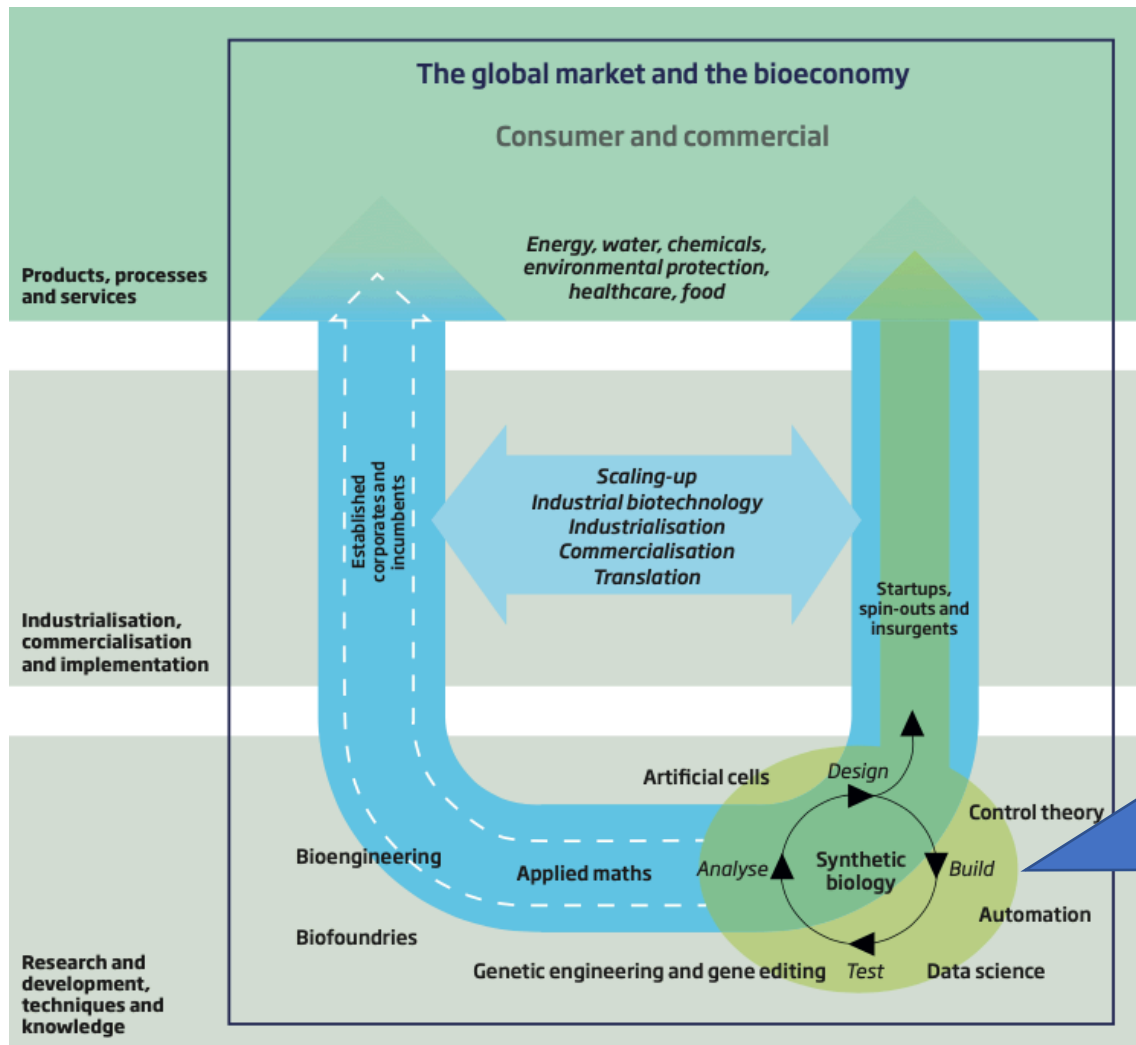 The global market and the bioeconomy
Consumer and commercial
Energy, water, chemicals,
environmental protection,
healthcare, food
Products, processes
and services
Established
corporates and
incumbents
Scaling-up
Industrial biotechnology
Industrialisation
Commercialisation
Translation
Startups,
spin-outs and
insurgents
Industrialisation,
commercialisation
and implementation
Artificial cells
Design
Control theory
Bioengineering
Applied maths
Analyse
Synthetic
biology
Build
Automation
Biofoundries
Genetic engineering and gene editing
Test
Data science
Research and
development,
techniques and
knowledge